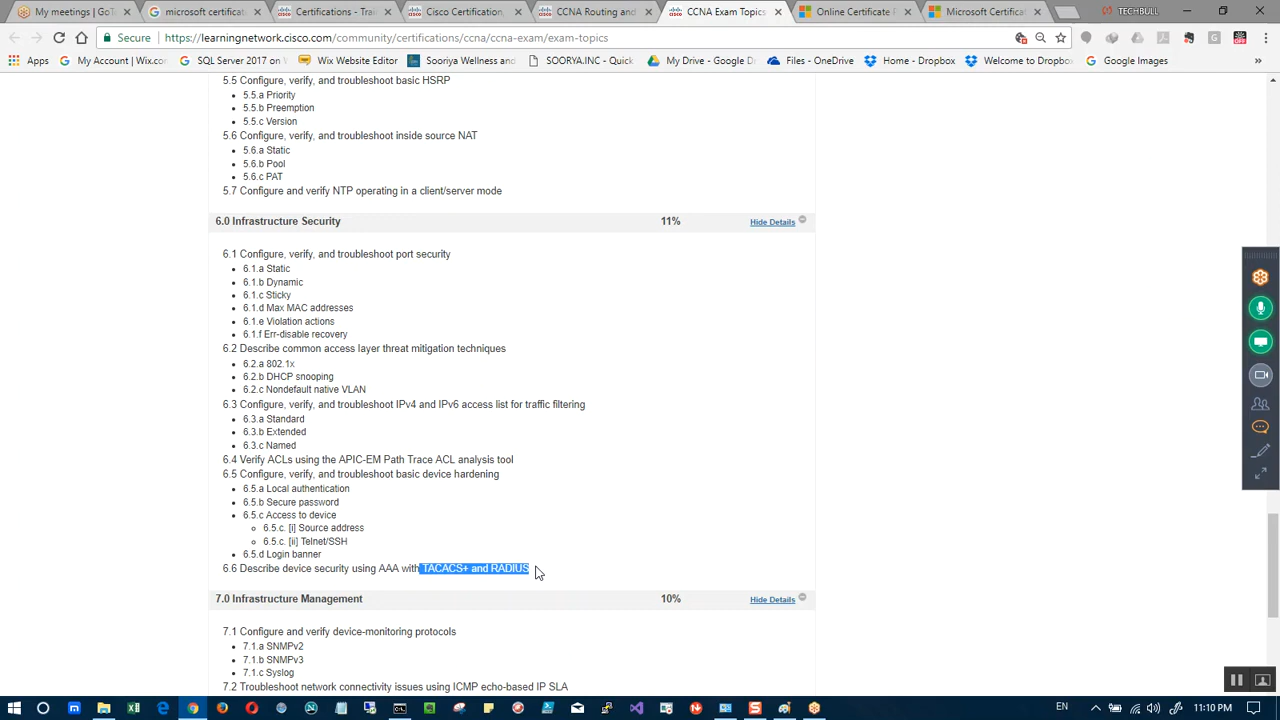 My meetings | GoT
microsoft certificat
Certifications - Train
Cisco Certification,
CCNA Routing and
CCNA Exam Topics
Online Certificate P
Microsoft Certificat
TECHBULL
Secure
https://learningnetwork.cisco.com/community/certifications/ccna/ccna-exam/exam-topics
Apps
My Account | Wix.co
SQL Server 2017 on
Wix Website Editor
Sooriya Wellness and
SOORYA.INC - Quick
My Drive - Google D
Files - OneDrive
Home - Dropbox
Welcome to Dropbox
Google Images
5.5 Configure, verify, and troubleshoot basic HSRP
5.5.a Priority
5.5.b Preemption
5.5.c Version
5.6 Configure, verify, and troubleshoot inside source NAT
5.6.a Static
5.6.b Pool
5.6.c PAT
5.7 Configure and verify NTP operating in a client/server mode
6.0 Infrastructure Security 11% Hide Details
6.1 Configure, verify, and troubleshoot port security
6.1.a Static
6.1.b Dynamic
6.1.c Sticky
6.1.d Max MAC addresses
6.1.e Violation actions
6.1.f Err-disable recovery
6.2 Describe common access layer threat mitigation techniques
6.2.a 802.1x
6.2.b DHCP snooping
6.2.c Nondefault native VLAN
6.3 Configure, verify, and troubleshoot IPv4 and IPv6 access list for traffic filtering
6.3.a Standard
6.3.b Extended
6.3.c Named
6.4 Verify ACLs using the APIC-EM Path Trace ACL analysis tool
6.5 Configure, verify, and troubleshoot basic device hardening
6.5.a Local authentication
6.5.b Secure password
6.5.c Access to device
6.5.c. [i] Source address
6.5.c. [ii] Telnet/SSH
6.5.d Login banner
6.6 Describe device security using AAA with TACACS+ and RADIUS
7.0 Infrastructure Management 10% Hide Details
7.1 Configure and verify device-monitoring protocols
7.1.a SNMPv2
7.1.b SNMPv3
7.1.c Syslog
7.2 Troubleshoot network connectivity issues using ICMP echo-based IP SLA
EN
11:10 PM